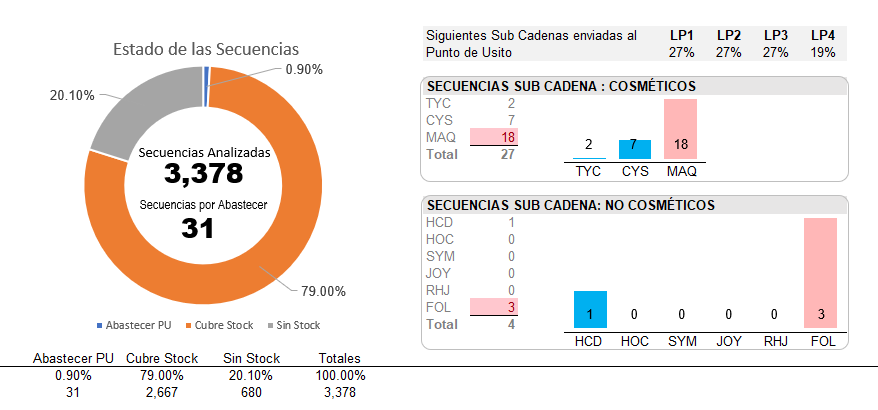 Estado de las Secuencias
0.90%
20.10%
Secuencias Analizadas
3,378
Secuencias por Abastecer
31
79.00%
Abastecer PU Cubre Stock Sin Stock
Abastecer PU Cubre Stock Sin Stock Totales
0.90% 79.00% 20.10% 100.00%
31 2,667 680 3,378
Siguientes Sub Cadenas enviadas al LP1 LP2 LP3 LP4
Punto de Usito 27% 27% 27% 19%
SECUENCIAS SUB CADENA : COSMÉTICOS
TYC 2
CYS 7
MAQ 18
Total 27
2 7 18
TYC CYS MAQ
SECUENCIAS SUB CADENA: NO COSMÉTICOS
HCD 1
HOC 0
SYM 0
JOY 0
RHJ 0
FOL 3
Total 4
1 0 0 0 0 3
HCD HOC SYM JOY RHJ FOL